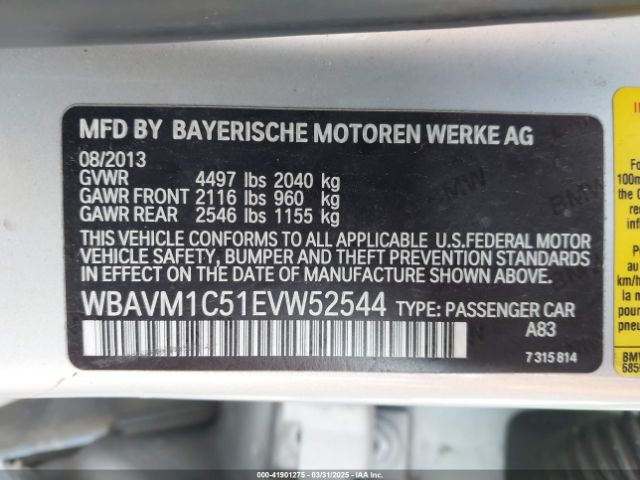 MFD BY BAYERISCHE MOTOREN WERKE AG
08/2013
GVWR 4497 lbs 2040 kg
GAWR FRONT 2116 lbs 960 kg
GAWR REAR 2546 lbs 1155 kg
THIS VEHICLE CONFORMS TO ALL APPLICABLE U.S.FEDERAL MOTOR
VEHICLE SAFETY, BUMPER AND THEFT PREVENTION STANDARDS
IN EFFECT ON THE DATE OF MANUFACTURE SHOWN ABOVE.
WBAVM1C51EVW52544 TYPE: PASSENGER CAR
A83
7 315 814
BMW
000-41901275 - 03/31/2025 - IAAI.COM